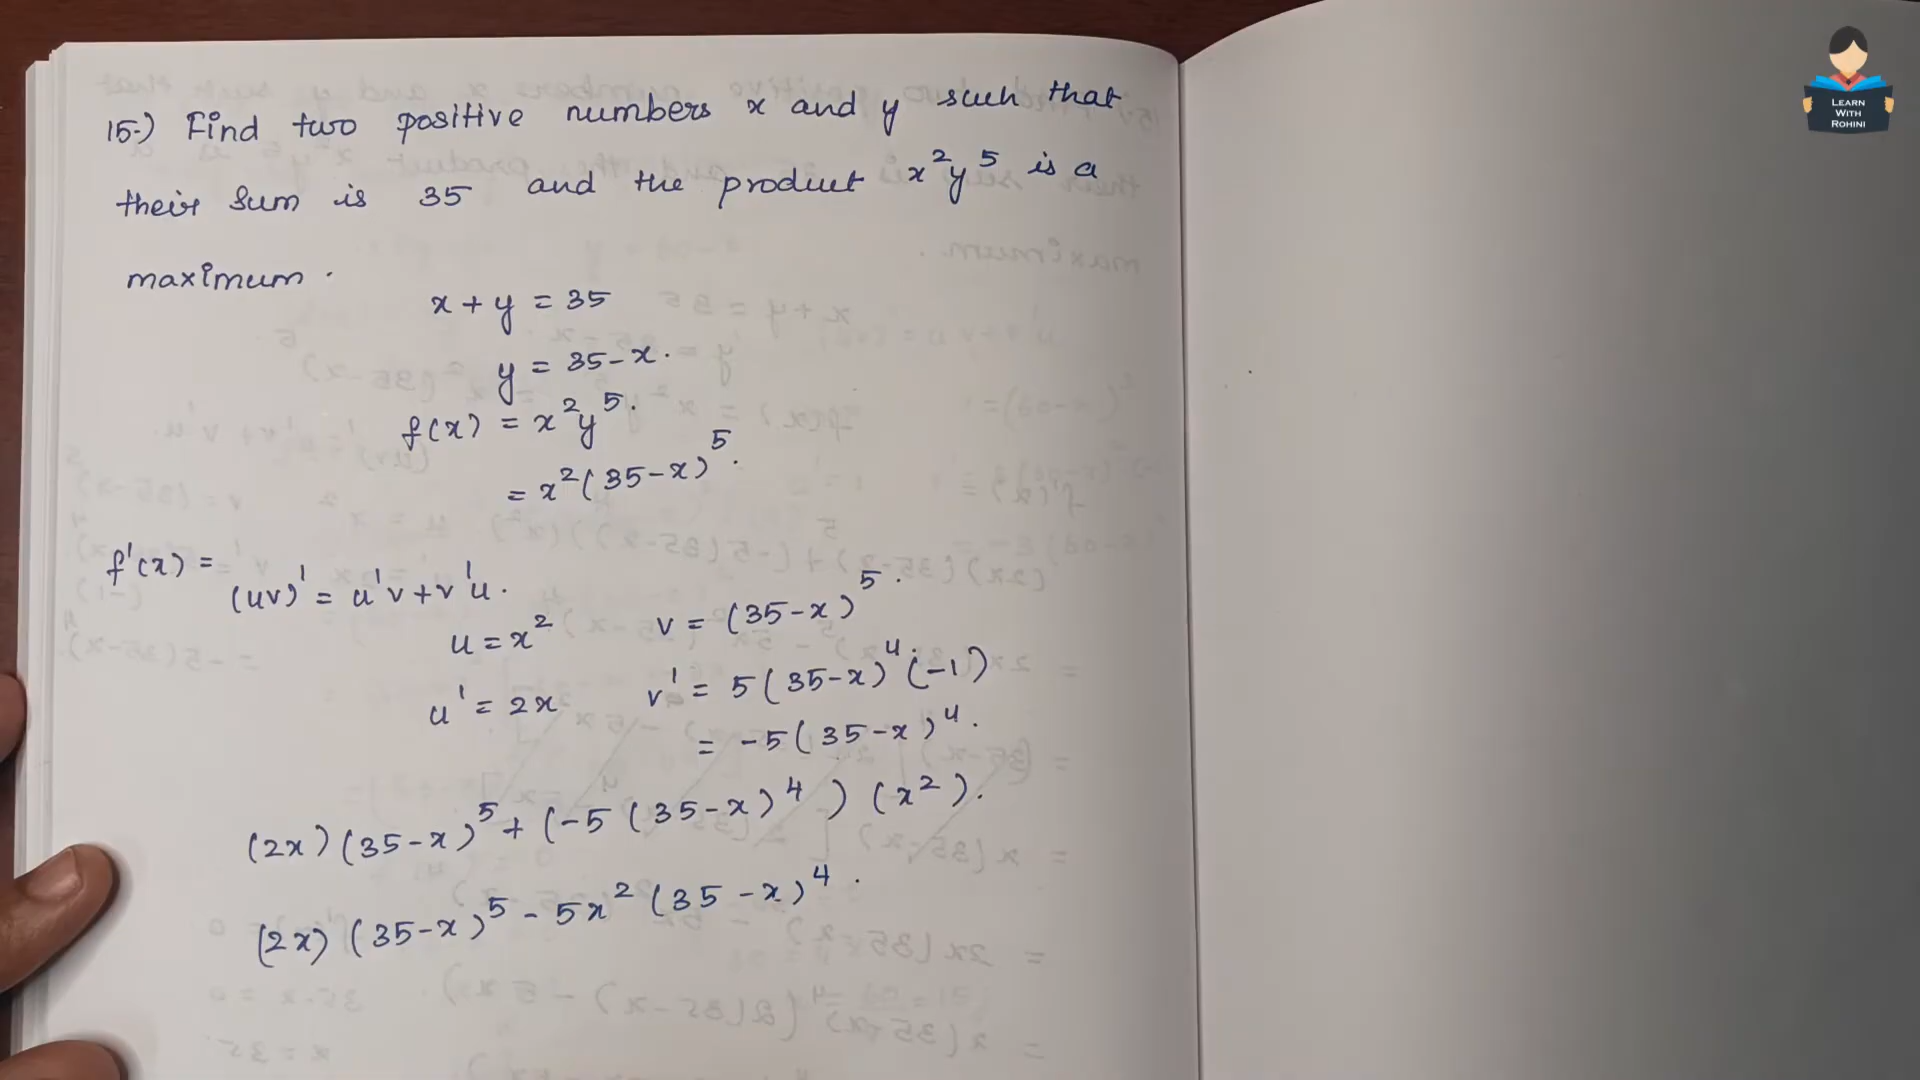 15.) Find two positive numbers x and y such that
their sum is 35 and the product x²y⁵ is a
maximum.
x + y = 35
y = 35 - x.
f(x) = x²y⁵.
= x²(35-x)⁵.
f'(x) =
(uv)' = u'v + v'u.
u = x² v = (35-x)⁵.
u' = 2x v' = 5(35-x)⁴.(-1)
= -5(35-x)⁴.
(2x)(35-x)⁵ + (-5(35-x)⁴)(x²).
(2x)(35-x)⁵ - 5x²(35-x)⁴.
LEARN
WITH
ROHINI